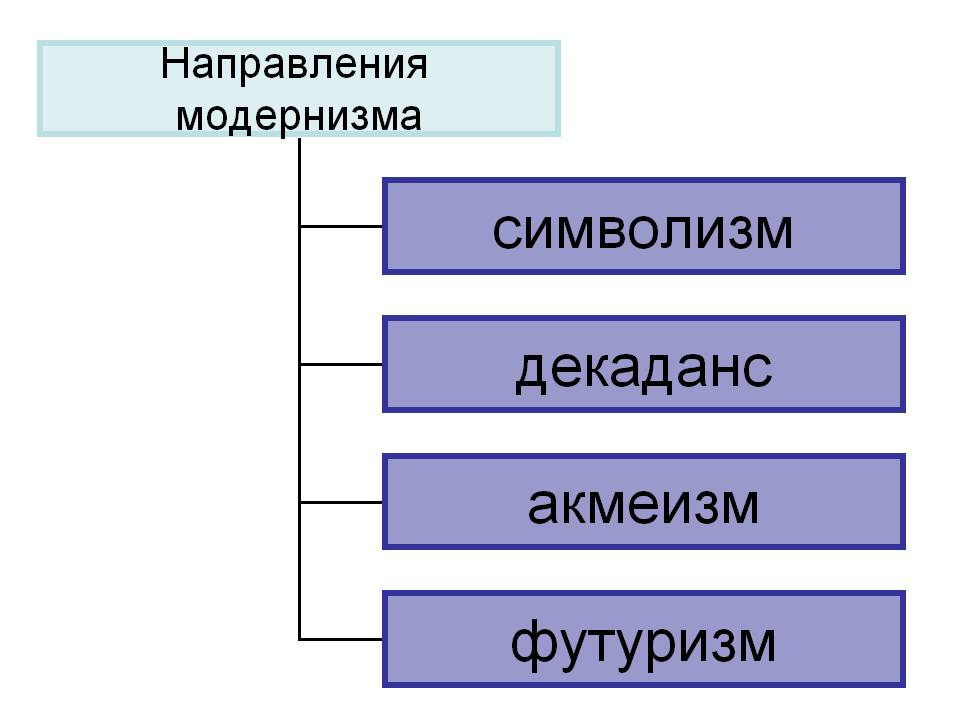 Направления
модернизма
символизм
декаданс
акмеизм
футуризм